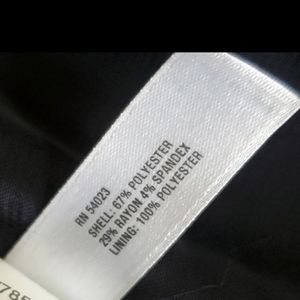 RN 54023
SHELL: 67% POLYESTER
29% RAYON 4% SPANDEX
LINING: 100% POLYESTER